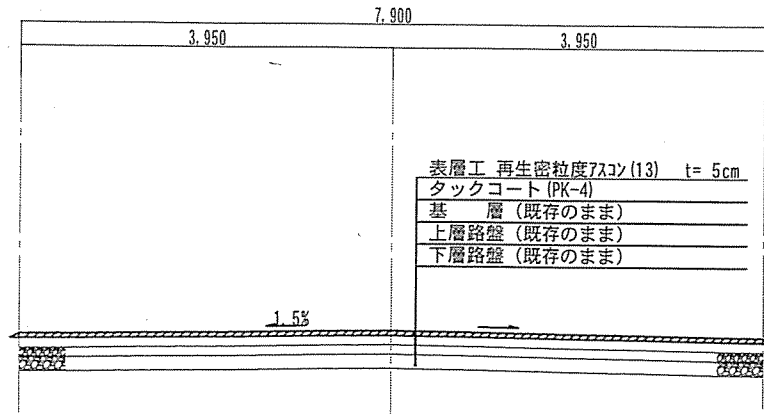 7.900
3.950 3.950
表層工 再生密粒度アスコン(13) t= 5cm
タックコート(PK-4)
基 層(既存のまま)
上層路盤(既存のまま)
下層路盤(既存のまま)
1.5%